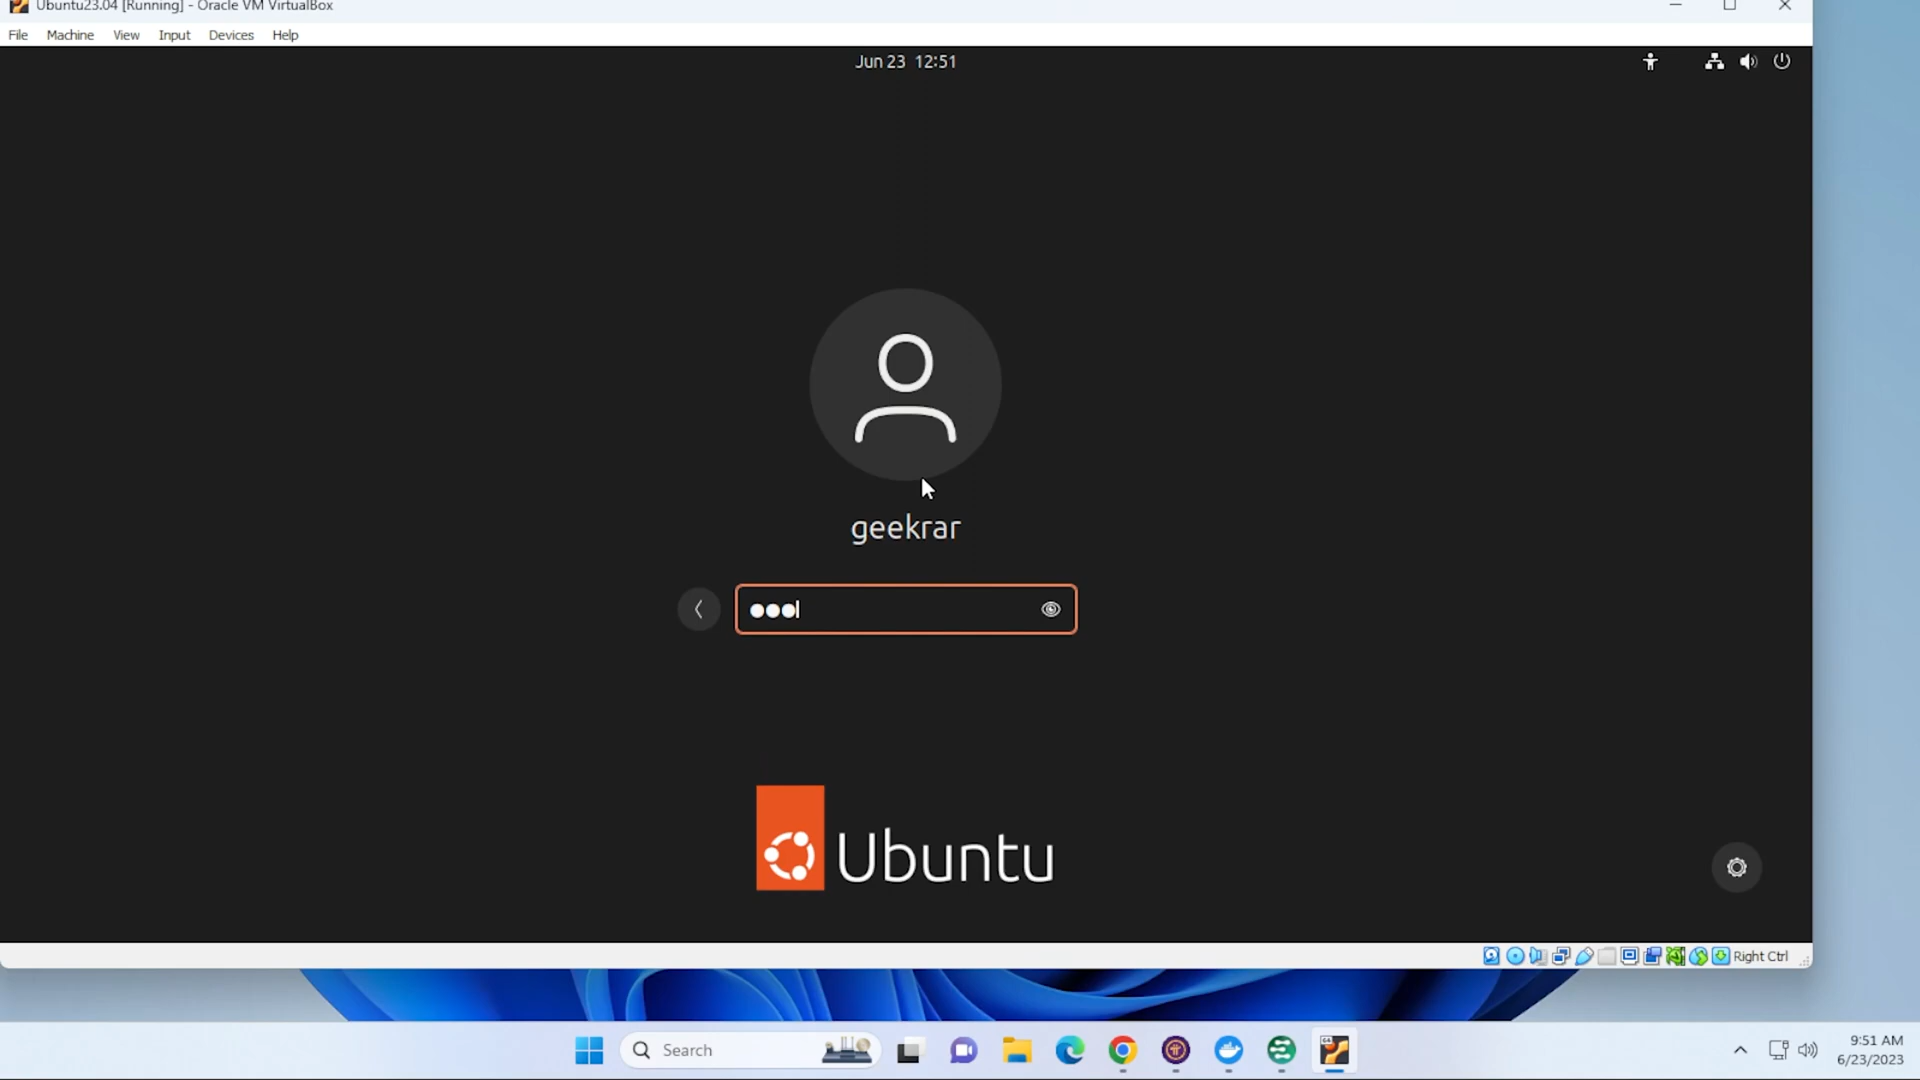 Ubuntu23.04 [Running] - Oracle VM VirtualBox
File Machine View Input Devices Help
Jun 23 12:51
geekrar
Ubuntu
Right Ctrl
Search
9:51 AM
6/23/2023